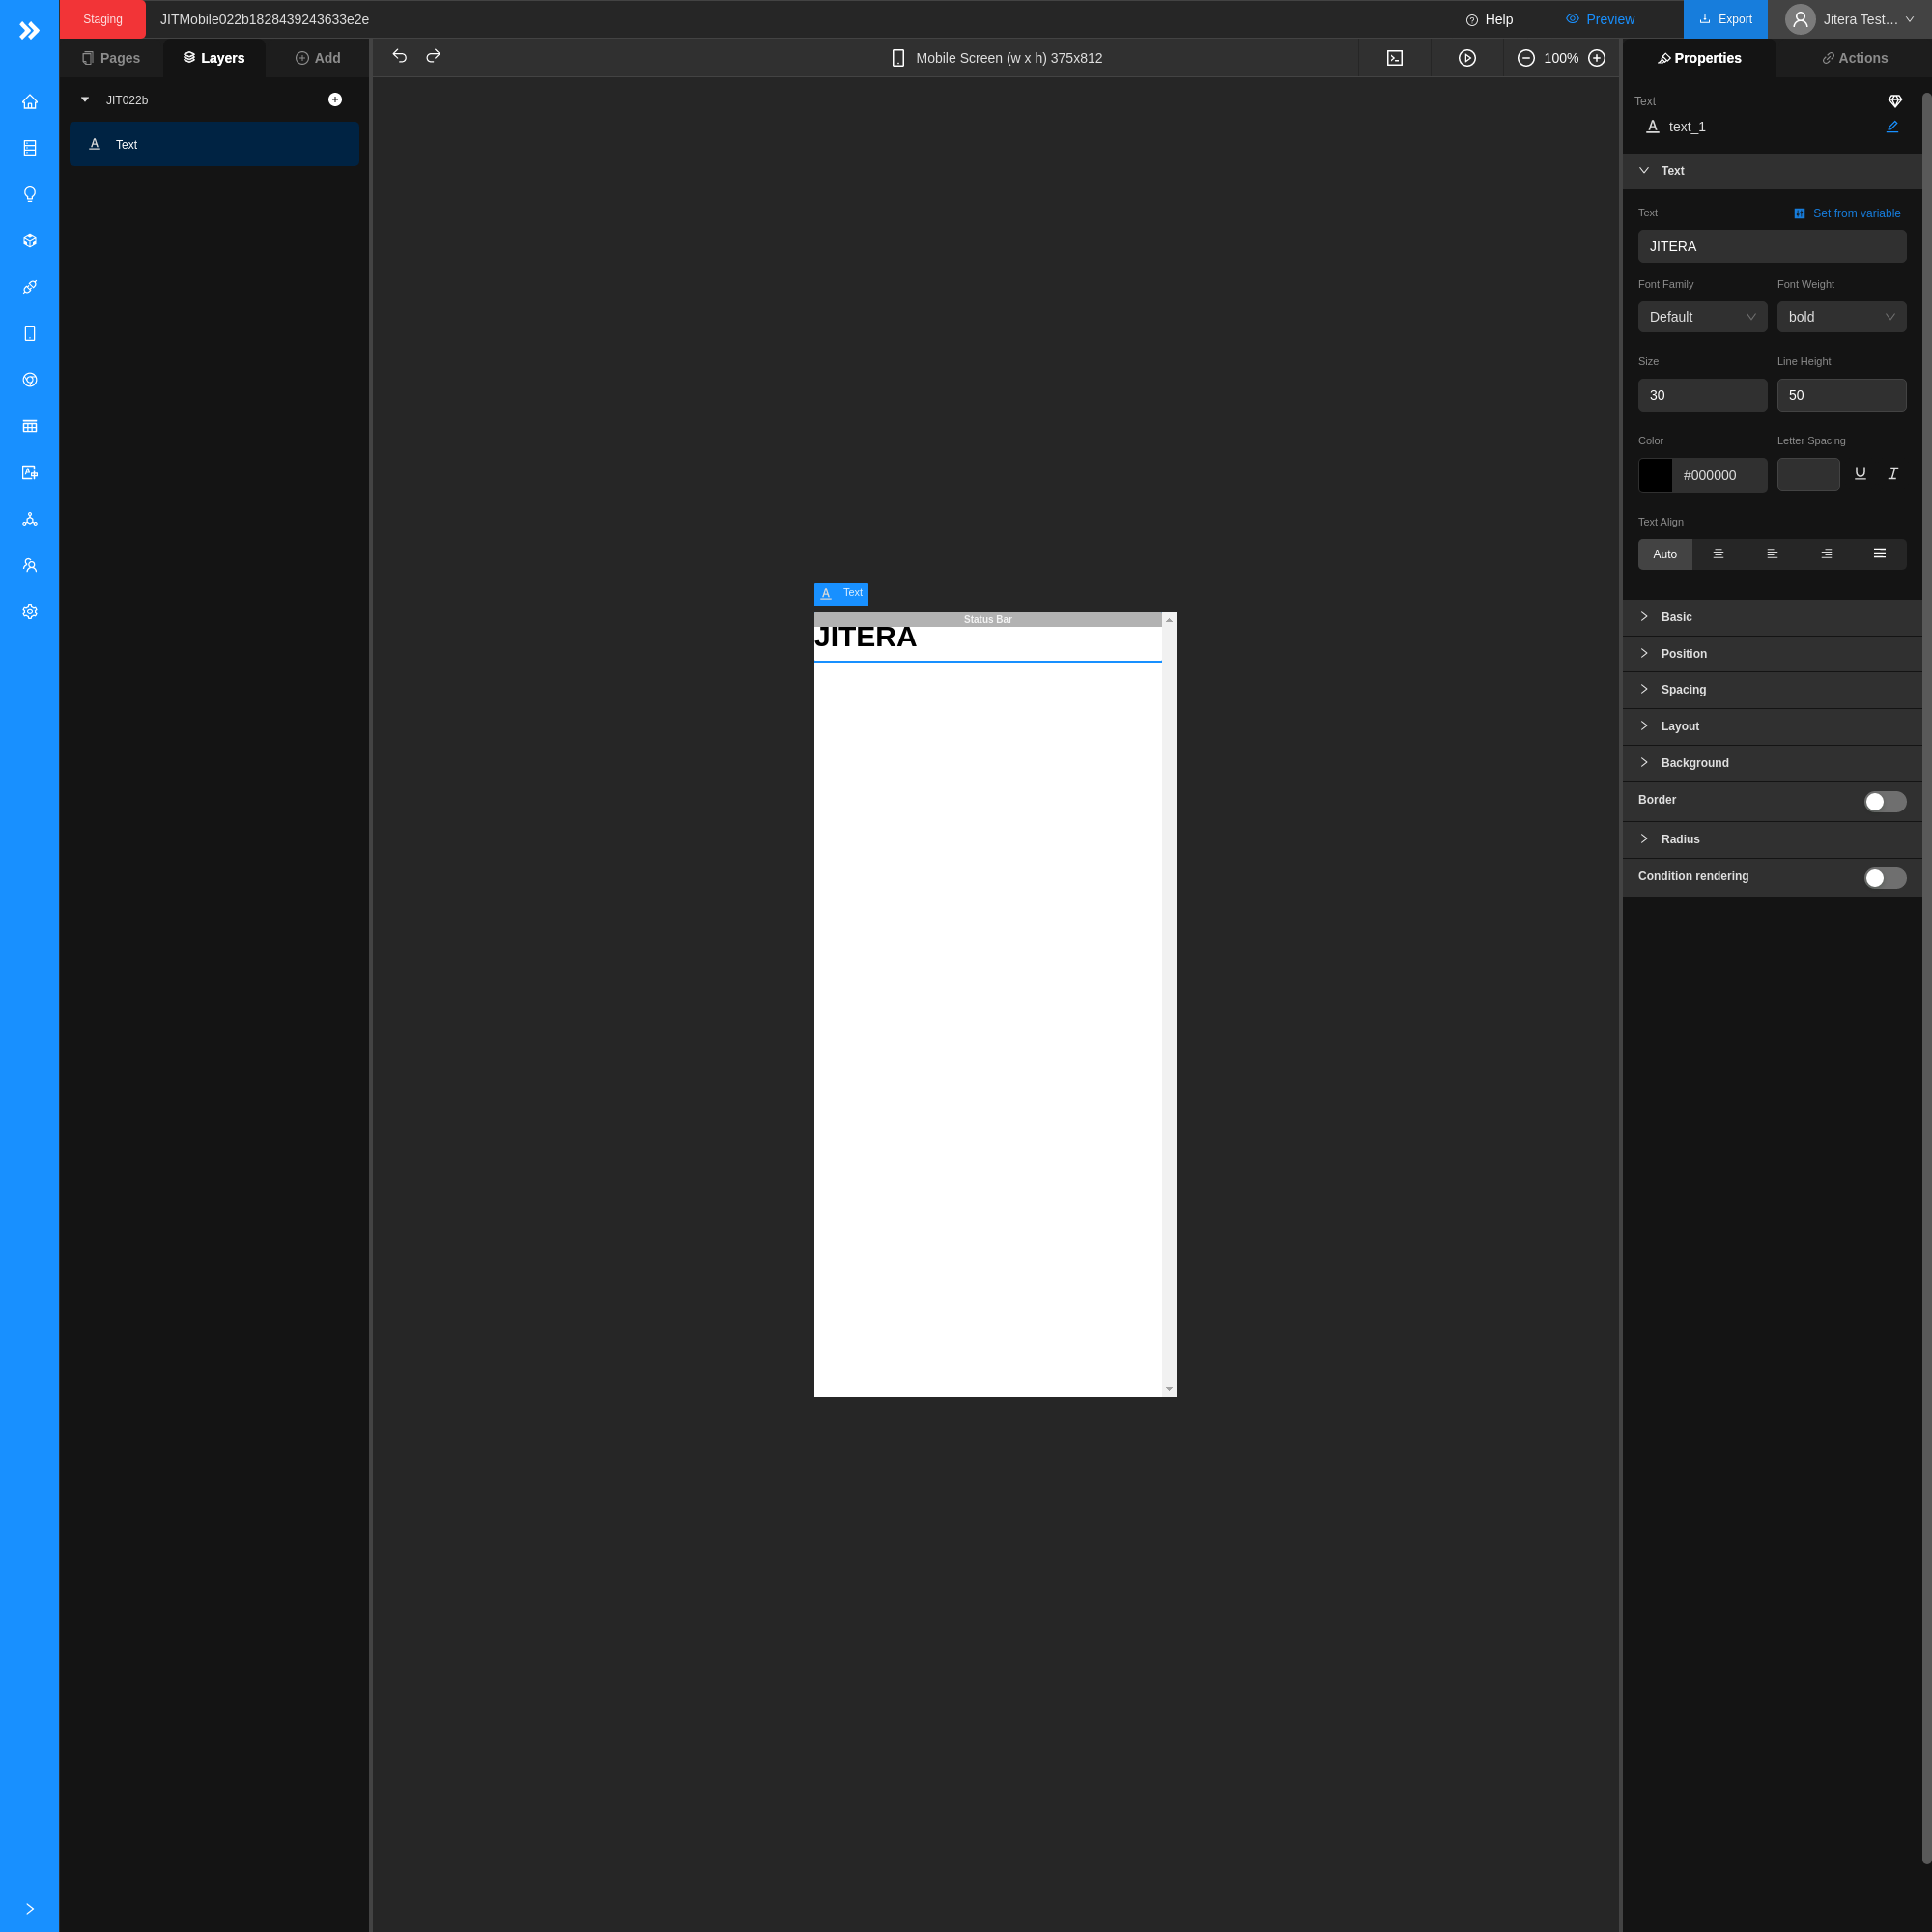 Staging
JITMobile022b1828439243633e2e
Help
Preview
Export
Jitera Test...
Pages
Layers
Add
Mobile Screen (w x h) 375x812
100%
Properties
Actions
JIT022b
Text
Text
text_1
Text
Text
Set from variable
JITERA
Font Family
Font Weight
Default
bold
Size
Line Height
30
50
Color
Letter Spacing
#000000
Text Align
Auto
Text
Status Bar
JITERA
Basic
Position
Spacing
Layout
Background
Border
Radius
Condition rendering